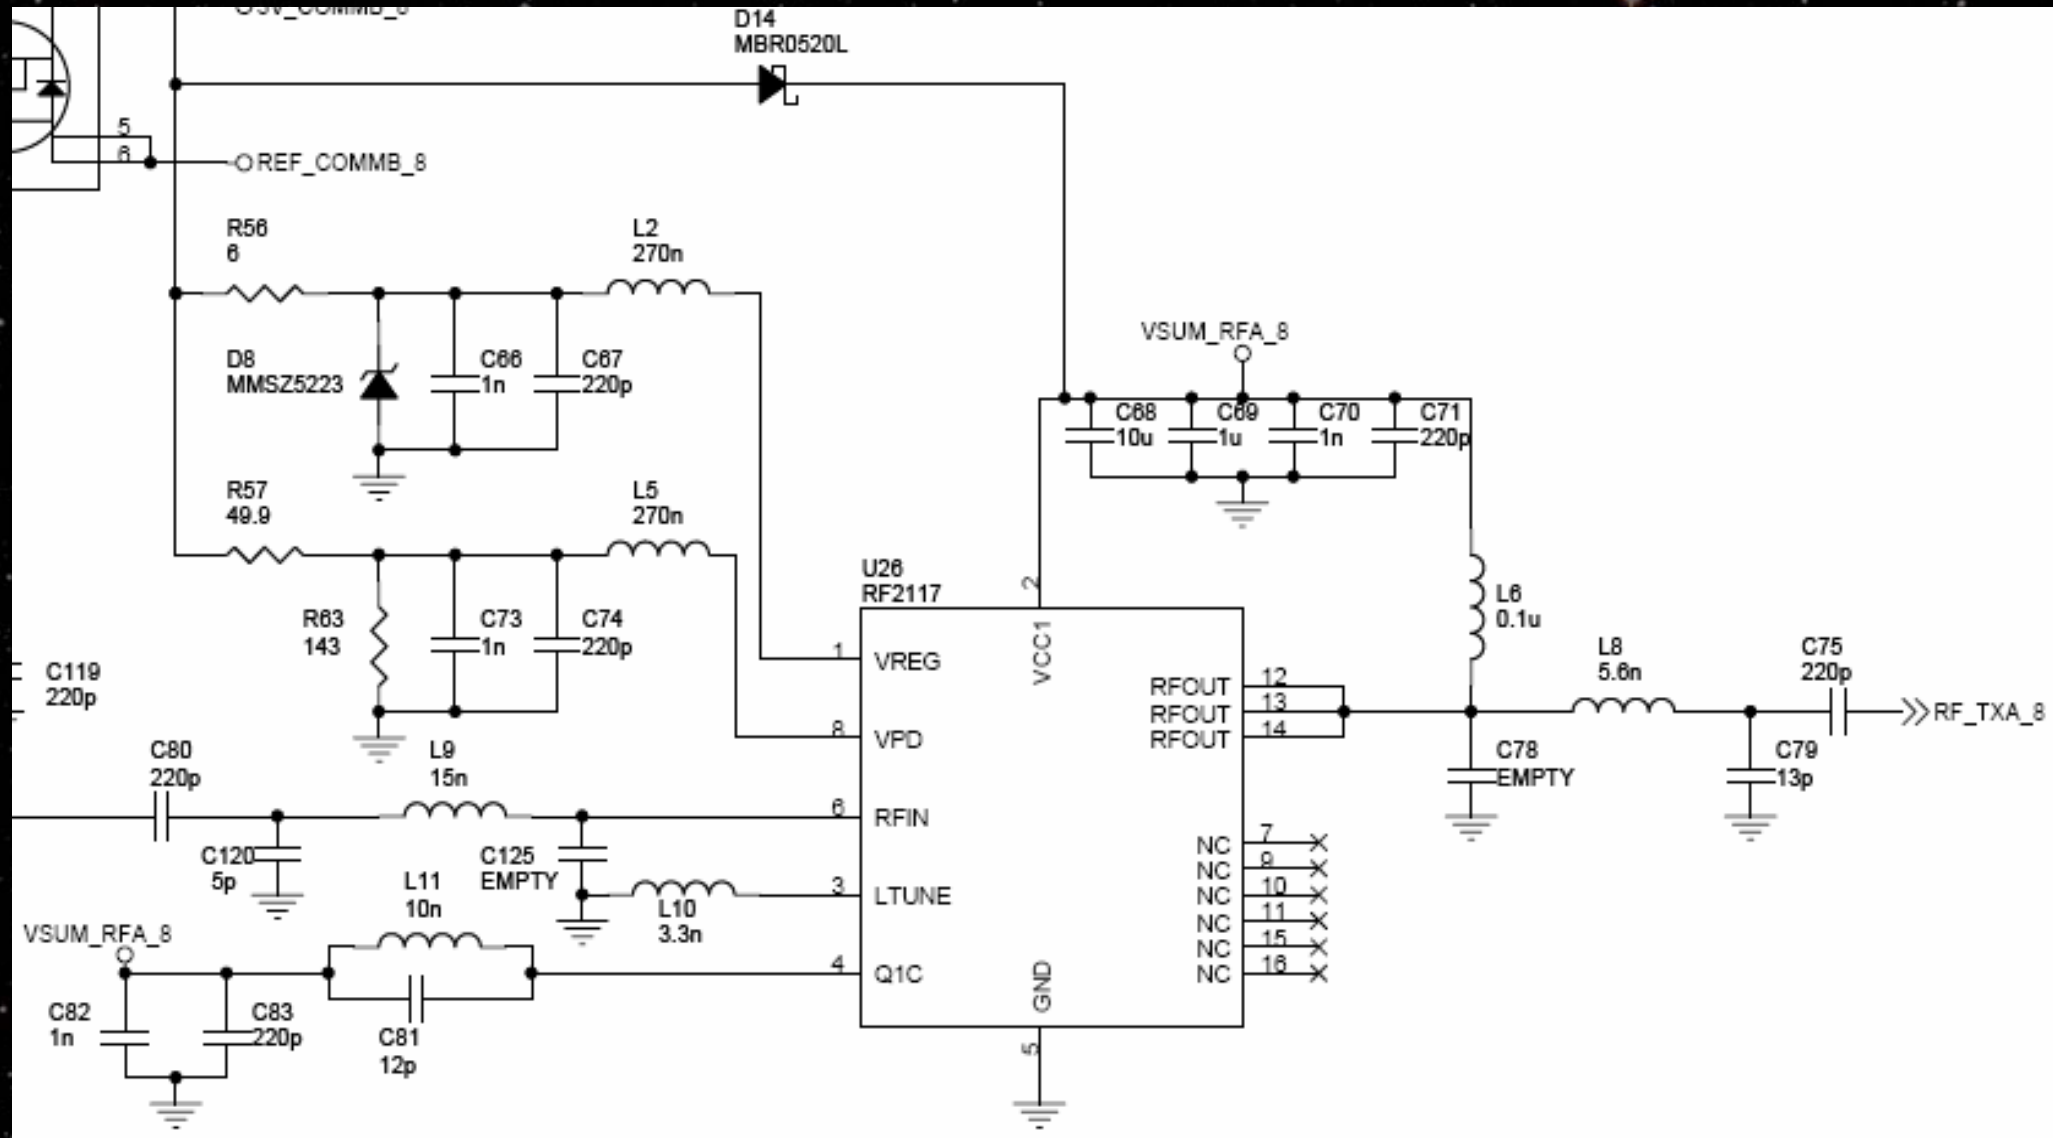 D14
MBR0520L
5
6
REF_COMMB_8
R56
6
L2
270n
VSUM_RFA_8
D8
MMSZ5223
C66
1n
C67
220p
C68
10u
C69
1u
C70
1n
C71
220p
R57
49.9
L5
270n
U26
RF2117
2
L6
0.1u
R63
143
C73
1n
C74
220p
1
VREG
VCC1
RFOUT
12
RFOUT
13
RFOUT
14
L8
5.6n
C75
220p
RF_TXA_8
C119
220p
8
VPD
C80
220p
L9
15n
C78
EMPTY
C79
13p
6
RFIN
C120
5p
C125
EMPTY
L11
10n
L10
3.3n
3
LTUNE
NC
7
NC
9
NC
10
NC
11
NC
15
NC
16
VSUM_RFA_8
4
Q1C
GND
C82
1n
C83
220p
C81
12p
5